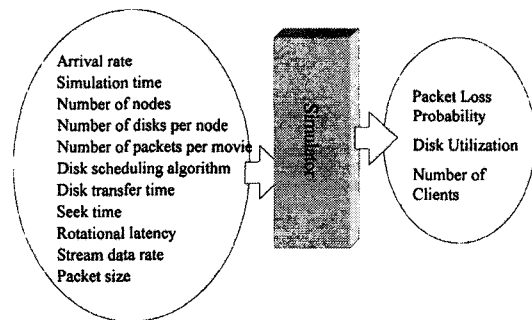 Arrival rate
Simulation time
Number of nodes
Number of disks per node
Number of packets per movie
Disk scheduling algorithm
Disk transfer time
Seek time
Rotational latency
Stream data rate
Packet size
Simulator
Packet Loss
Probability
Disk Utilization
Number of
Clients